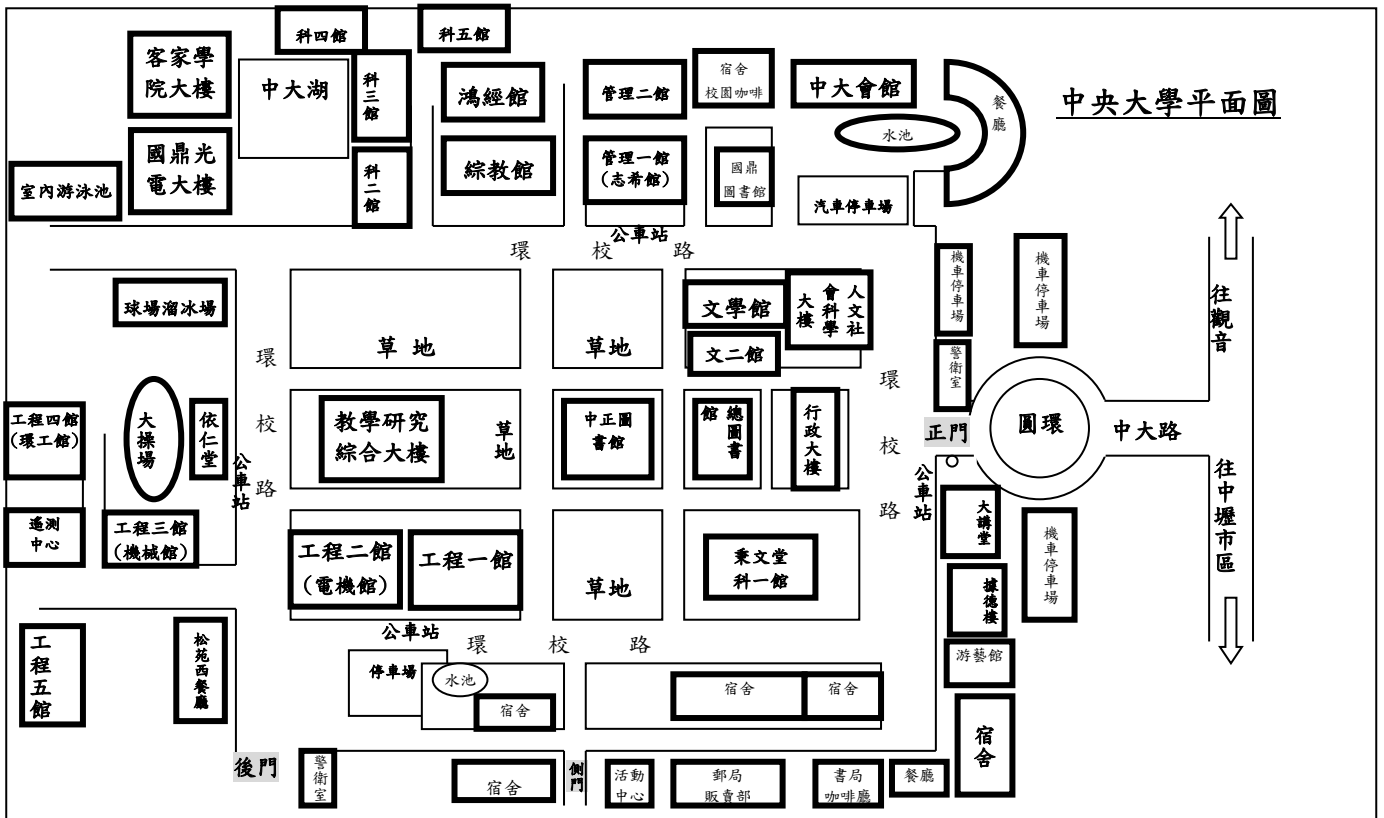 中央大學平面圖
科四館
科五館
客家學
院大樓
中大湖
科三館
鴻經館
管理二館
宿舍
校園咖啡
中大會館
餐廳
水池
國鼎光
電大樓
室內游泳池
科二館
綜教館
管理一館
(志希館)
國鼎
圖書館
汽車停車場
公車站
環 校 路
球場溜冰場
草 地
草地
文學館
人文社
會科學
大樓
文二館
機車停車場
機車停車場
警衛室
往觀音
環 校 路
環 校 路
工程四館
(環工館)
大操場
依仁堂
公車站
教學研究
綜合大樓
草地
中正圖
書館
總圖書
館
行政大樓
正門
圓環
中大路
公車站
往中壢市區
遙測
中心
工程三館
(機械館)
工程二館
(電機館)
工程一館
草地
秉文堂
科一館
大講堂
據德樓
機車停車場
公車站
環 校 路
工程五館
松苑西餐廳
停車場
水池
宿舍
宿舍
宿舍
游藝館
宿舍
後門
警衛室
宿舍
側門
活動
中心
郵局
販賣部
書局
咖啡廳
餐廳